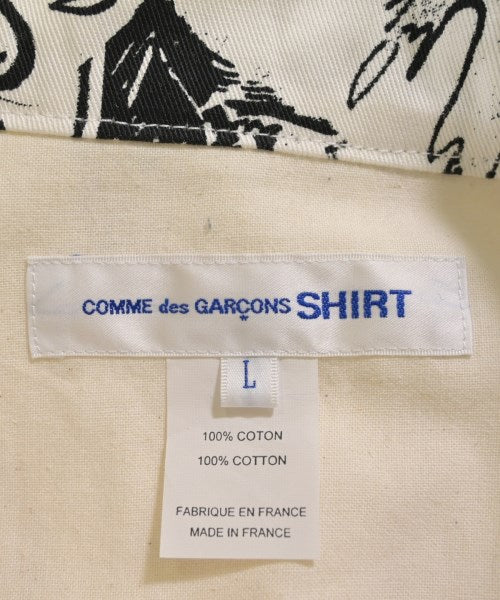 COMME des GARÇONS SHIRT
L
100% COTON
100% COTTON
FABRIQUE EN FRANCE
MADE IN FRANCE